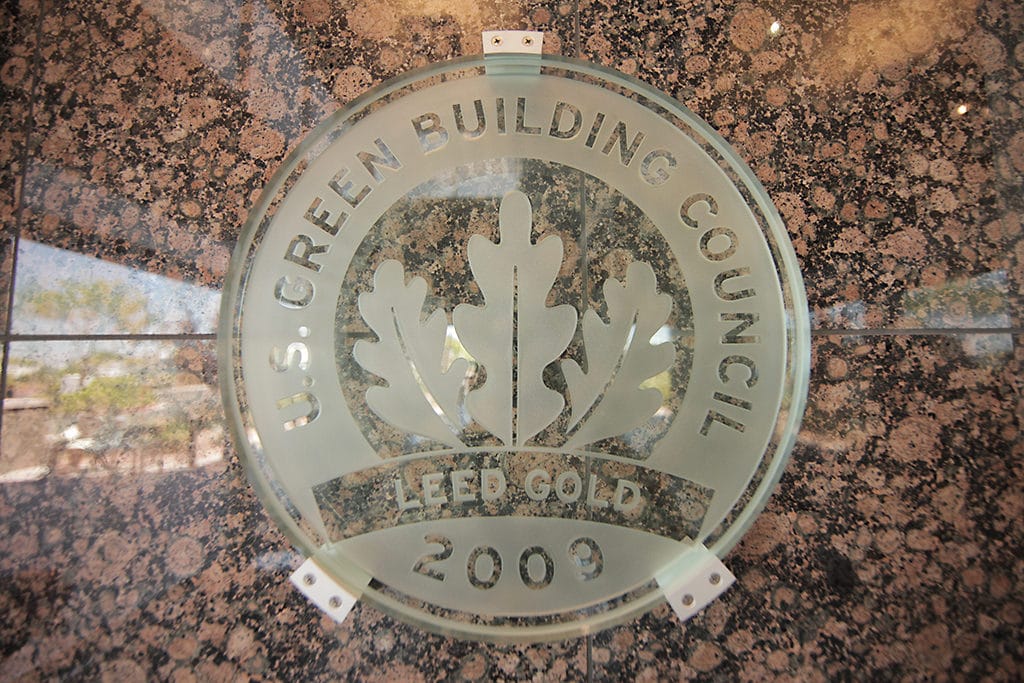 U.S. GREEN BUILDING COUNCIL
LEED GOLD
2009